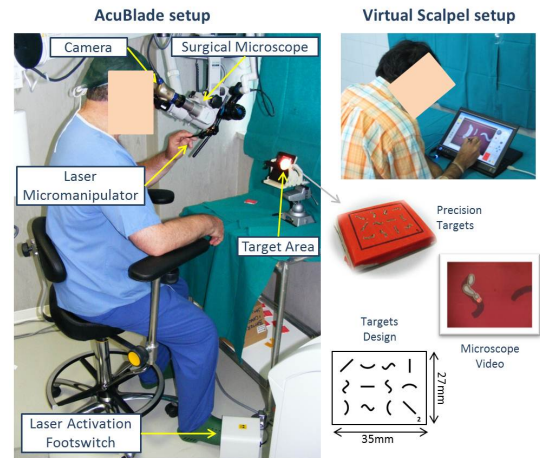 AcuBlade setup
Virtual Scalpel setup
Camera
Surgical Microscope
Laser
Micromanipulator
Target Area
Precision
Targets
Targets
Design
Microscope
Video
2
27mm
35mm
Laser Activation
Footswitch